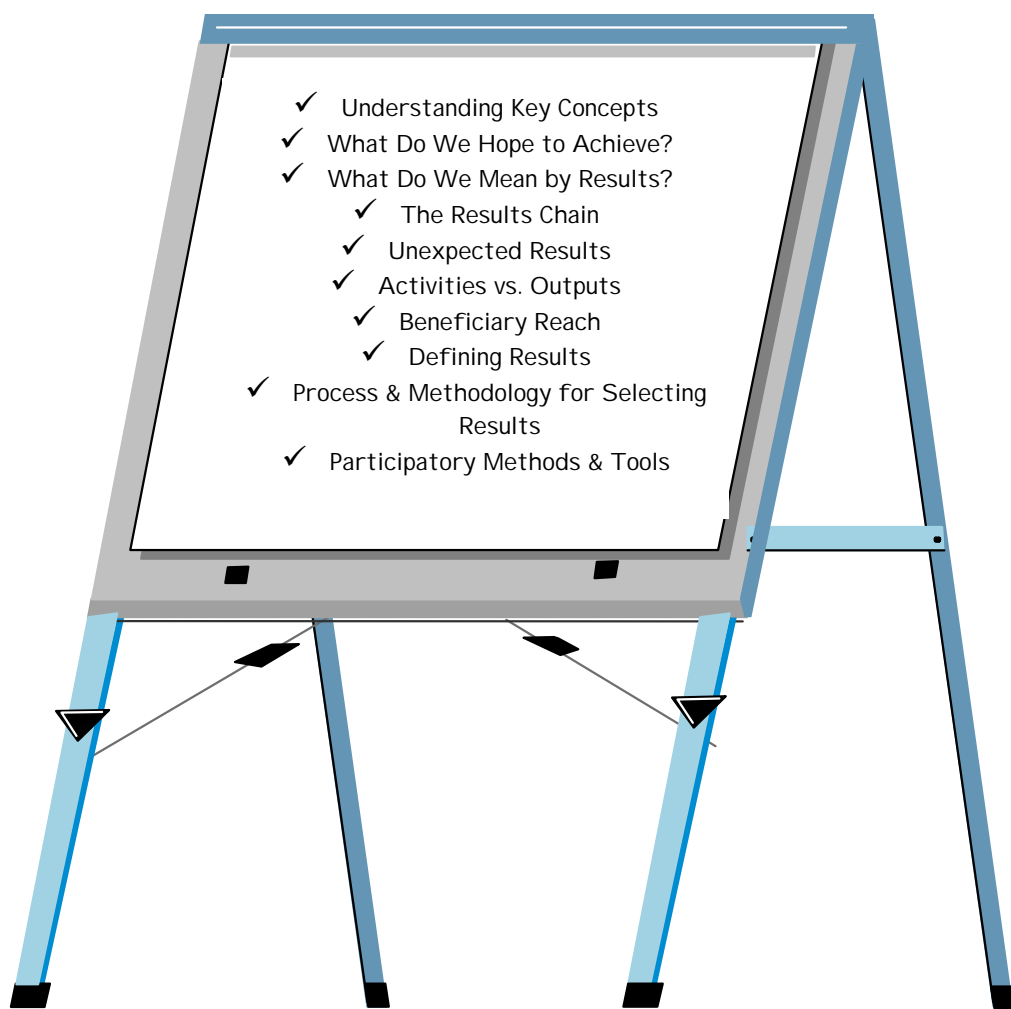 ✓ Understanding Key Concepts
✓ What Do We Hope to Achieve?
✓ What Do We Mean by Results?
✓ The Results Chain
✓ Unexpected Results
✓ Activities vs. Outputs
✓ Beneficiary Reach
✓ Defining Results
✓ Process & Methodology for Selecting
Results
✓ Participatory Methods & Tools